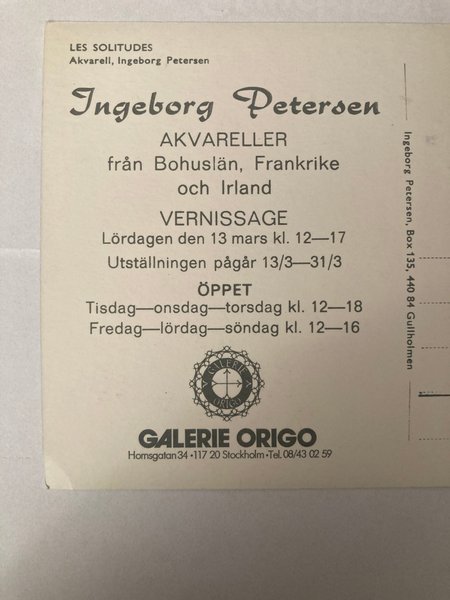 LES SOLITUDES
Akvarell, Ingeborg Petersen
Ingeborg Petersen
AKVARELLER
från Bohuslän, Frankrike
och Irland
VERNISSAGE
Lördagen den 13 mars kl. 12—17
Utställningen pågår 13/3—31/3
ÖPPET
Tisdag—onsdag—torsdag kl. 12—18
Fredag—lördag—söndag kl. 12—16
GALERIE
ORIGO
GALERIE ORIGO
Hornsgatan 34 • 117 20 Stockholm • Tel. 08/43 02 59
Ingeborg Petersen, Box 135, 440 84 Gullholmen